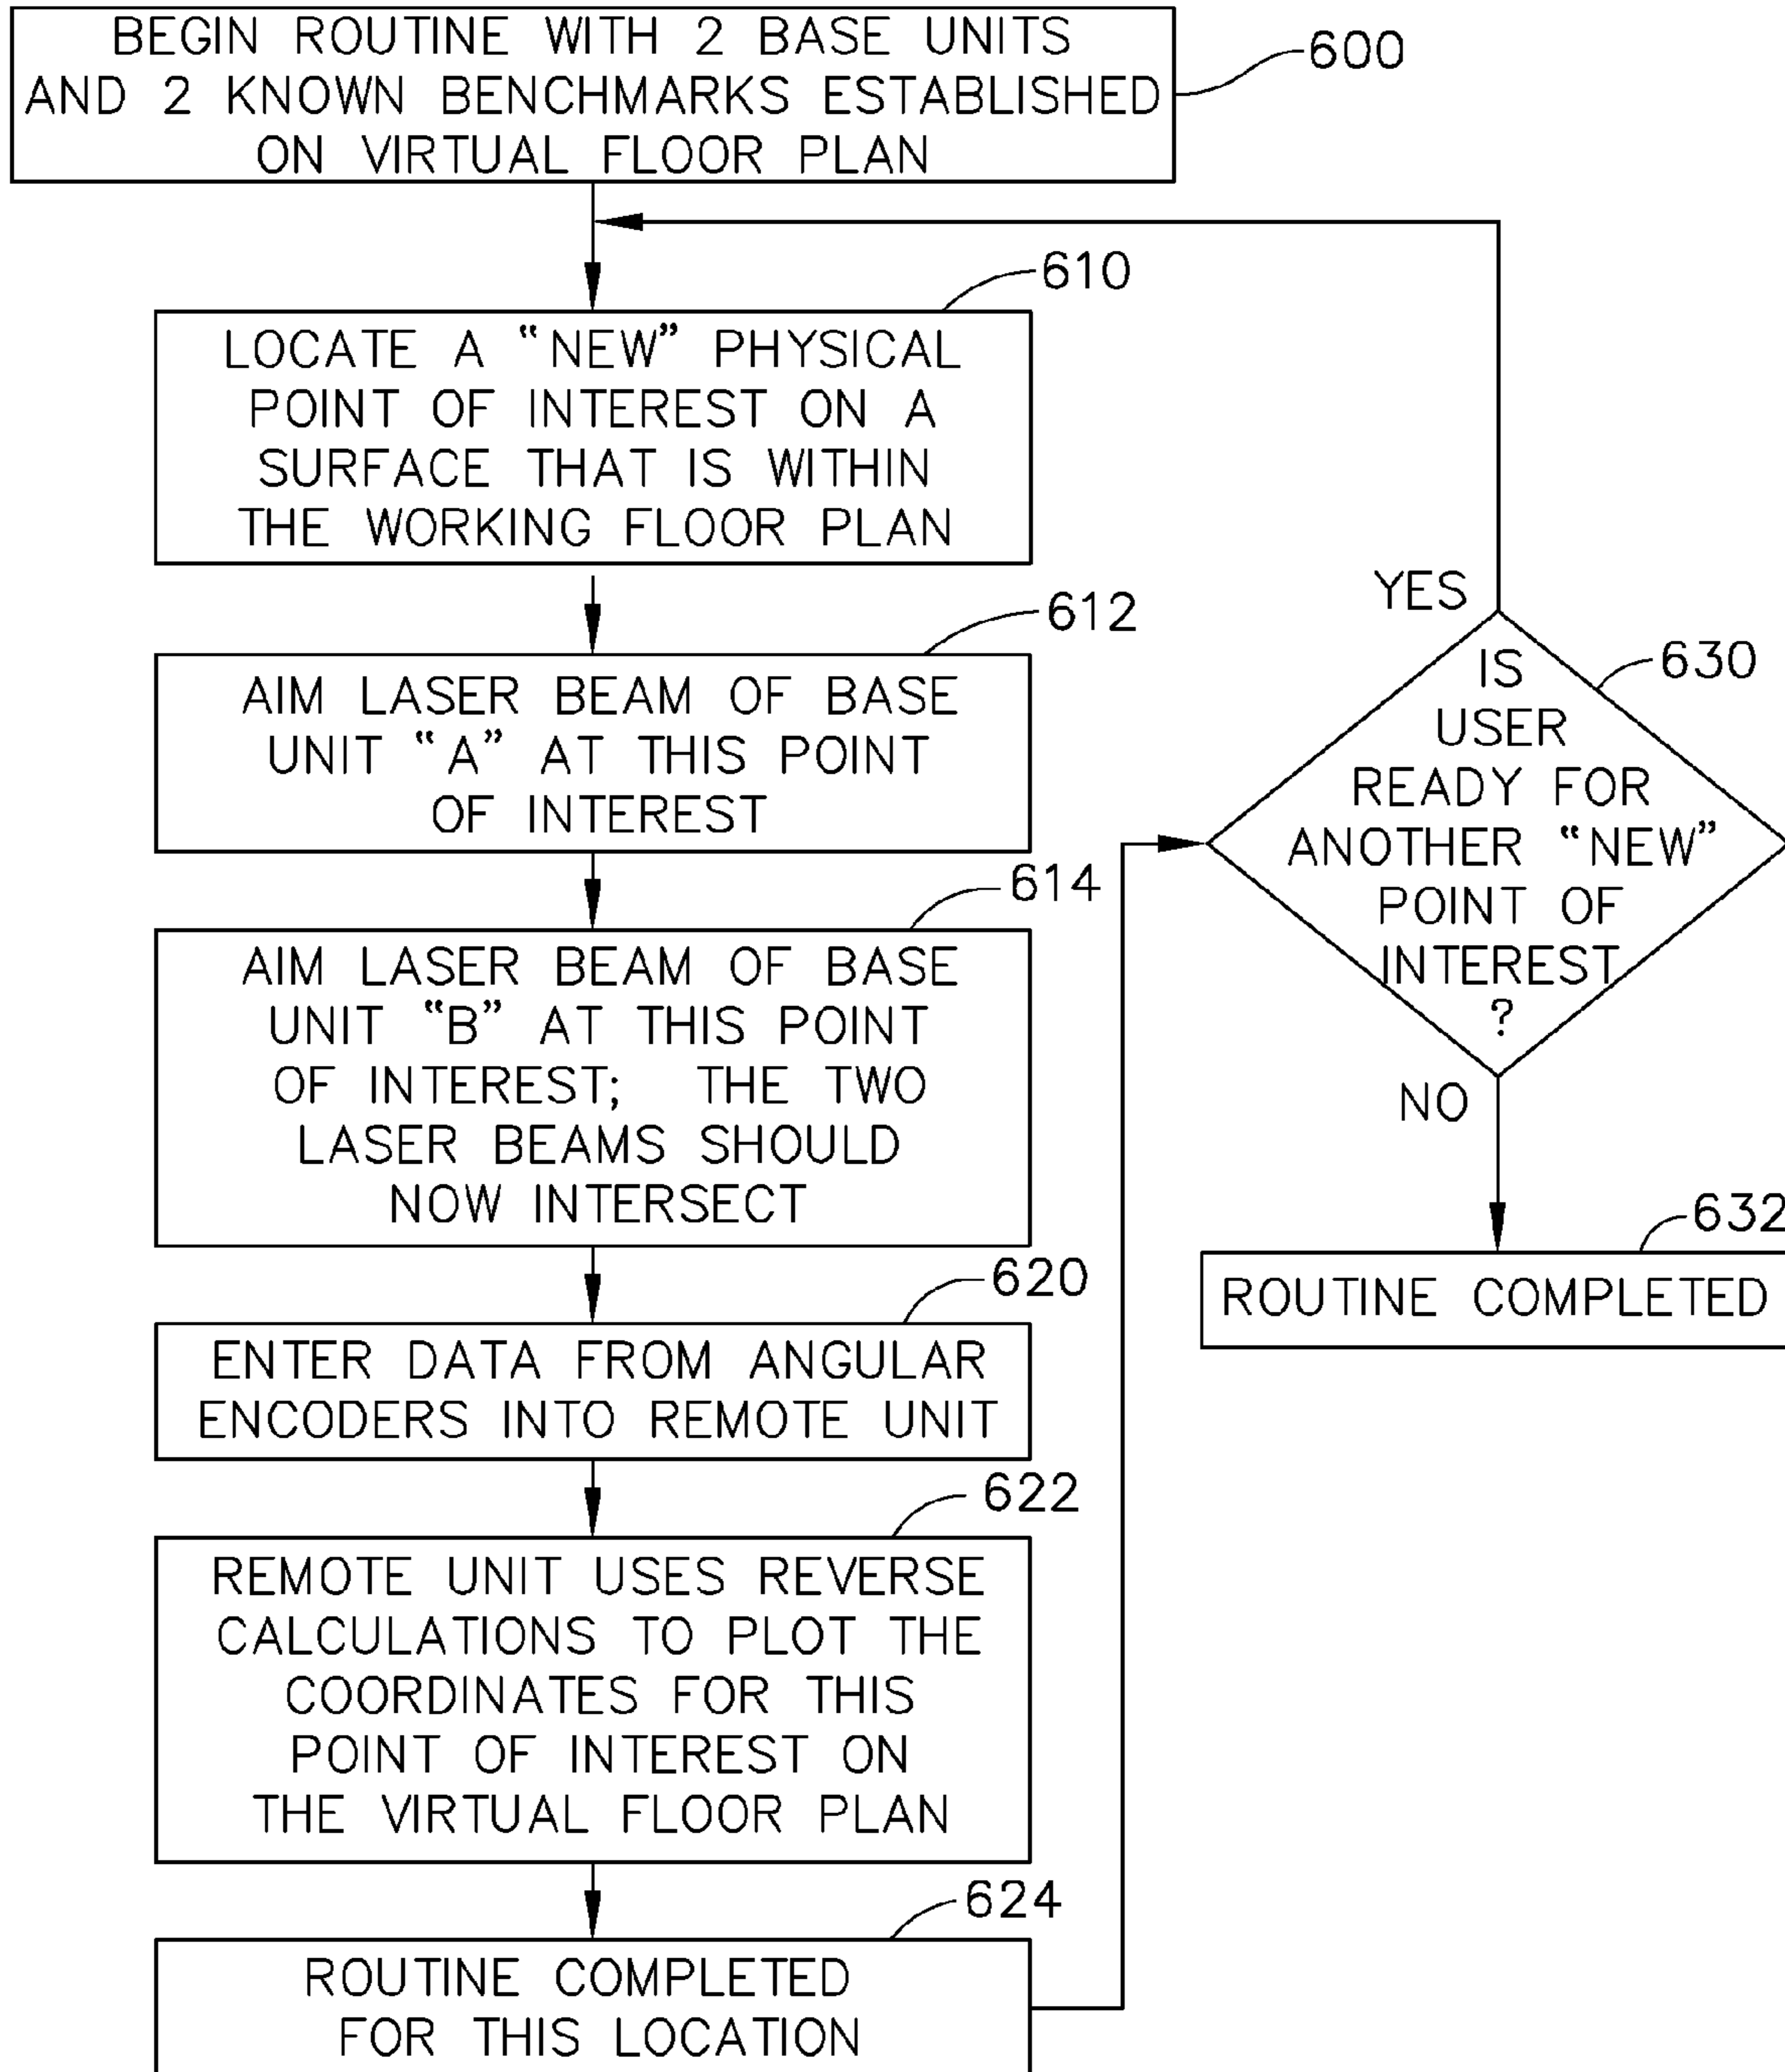 BEGIN ROUTINE WITH 2 BASE UNITS
AND 2 KNOWN BENCHMARKS ESTABLISHED
ON VIRTUAL FLOOR PLAN
600
610
LOCATE A “NEW” PHYSICAL
POINT OF INTEREST ON A
SURFACE THAT IS WITHIN
THE WORKING FLOOR PLAN
612
AIM LASER BEAM OF BASE
UNIT “A” AT THIS POINT
OF INTEREST
614
AIM LASER BEAM OF BASE
UNIT “B” AT THIS POINT
OF INTEREST; THE TWO
LASER BEAMS SHOULD
NOW INTERSECT
620
ENTER DATA FROM ANGULAR
ENCODERS INTO REMOTE UNIT
622
REMOTE UNIT USES REVERSE
CALCULATIONS TO PLOT THE
COORDINATES FOR THIS
POINT OF INTEREST ON
THE VIRTUAL FLOOR PLAN
624
ROUTINE COMPLETED
FOR THIS LOCATION
YES
630
IS
USER
READY FOR
ANOTHER “NEW”
POINT OF
INTEREST
?
NO
632
ROUTINE COMPLETED